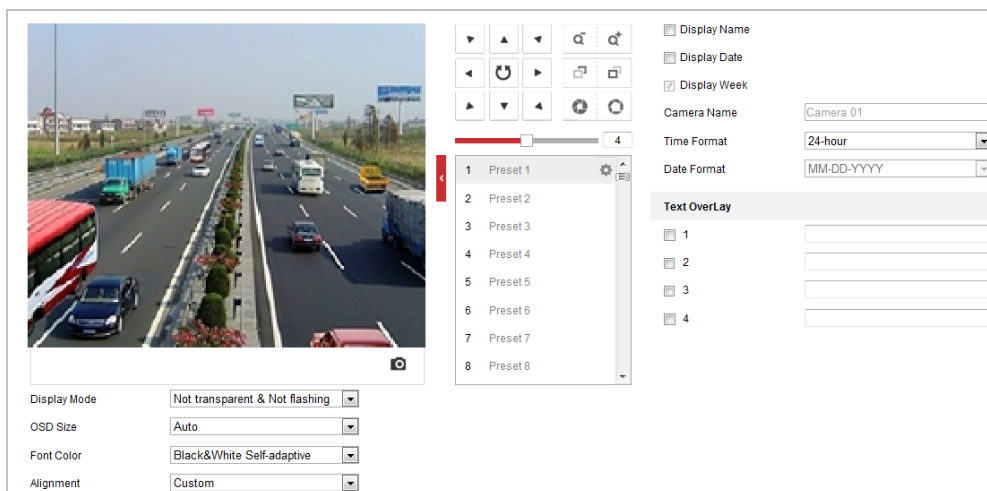 Display Name
Display Date
Display Week
Camera Name Camera 01
Time Format 24-hour
Date Format MM-DD-YYYY
Text OverLay
1
2
3
4
4
1 Preset 1
2 Preset 2
3 Preset 3
4 Preset 4
5 Preset 5
6 Preset 6
7 Preset 7
8 Preset 8
Display Mode Not transparent & Not flashing
OSD Size Auto
Font Color Black&White Self-adaptive
Alignment Custom